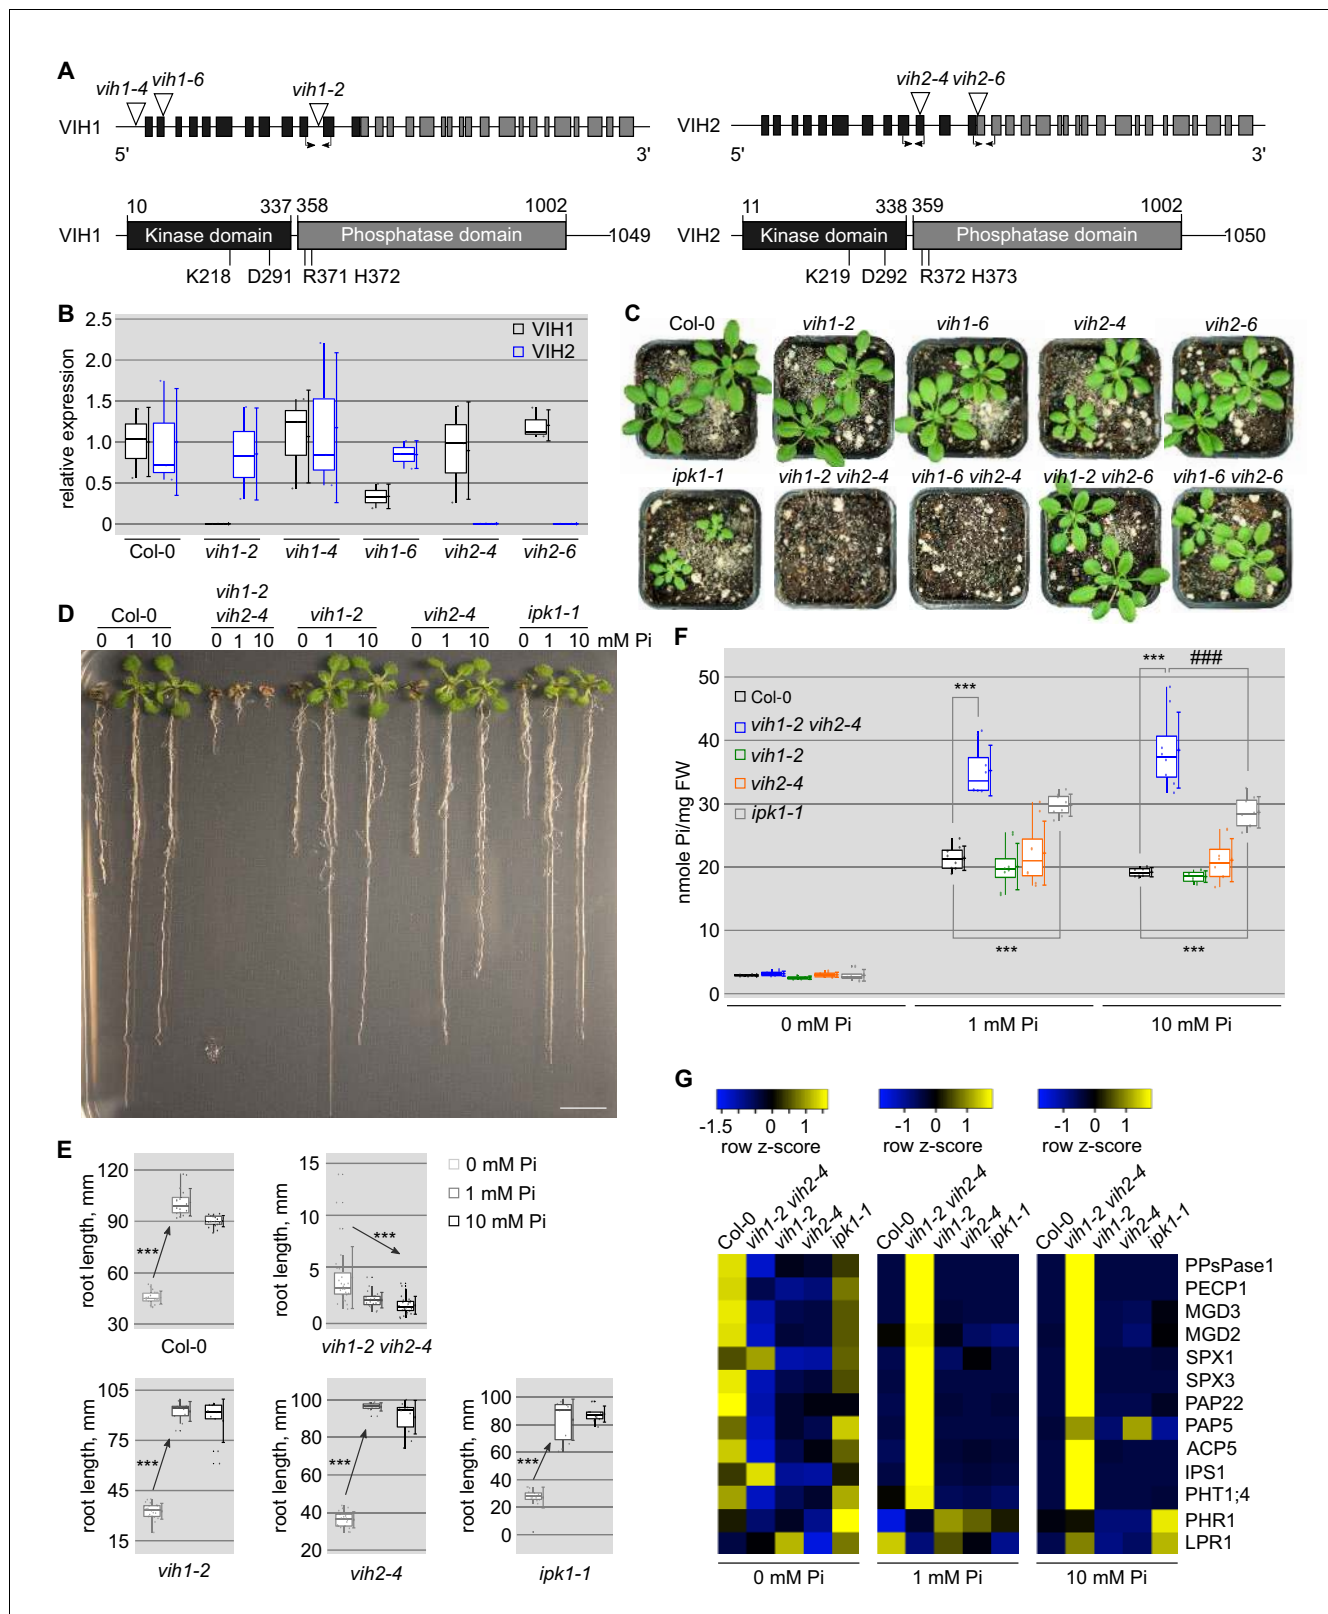 A
vih1-4
vih1-6
vih1-2
VIH1
5'
3'
vih2-4
vih2-6
VIH2
5'
3'
10
337
358
1002
VIH1
Kinase domain
Phosphatase domain
1049
K218
D291
R371 H372
11
338
359
1002
VIH2
Kinase domain
Phosphatase domain
1050
K219
D292
R372 H373
B
relative expression
2.5
2.0
1.5
1.0
0.5
0
VIH1
VIH2
Col-0
vih1-2
vih1-4
vih1-6
vih2-4
vih2-6
C
Col-0
vih1-2
vih1-6
vih2-4
vih2-6
ipk1-1
vih1-2 vih2-4
vih1-6 vih2-4
vih1-2 vih2-6
vih1-6 vih2-6
D
Col-0
vih1-2
vih2-4
vih1-2
vih2-4
ipk1-1
0 1 10
0 1 10
0 1 10
0 1 10
0 1 10
mM Pi
E
root length, mm
120
90
60
30
***
Col-0
root length, mm
15
10
5
0
***
vih1-2 vih2-4
0 mM Pi
1 mM Pi
10 mM Pi
root length, mm
105
75
45
15
***
vih1-2
root length, mm
100
80
60
40
20
***
vih2-4
root length, mm
100
80
60
40
20
0
***
ipk1-1
F
nmole Pi/mg FW
50
40
30
20
10
0
Col-0
vih1-2 vih2-4
vih1-2
vih2-4
ipk1-1
***
***
***
###
***
0 mM Pi
1 mM Pi
10 mM Pi
G
-1.5 0 1
row z-score
-1 0 1
row z-score
-1 0 1
row z-score
Col-0
vih1-2 vih2-4
vih1-2
vih2-4
ipk1-1
Col-0
vih1-2 vih2-4
vih1-2
vih2-4
ipk1-1
Col-0
vih1-2 vih2-4
vih1-2
vih2-4
ipk1-1
PPsPase1
PECP1
MGD3
MGD2
SPX1
SPX3
PAP22
PAP5
ACP5
IPS1
PHT1;4
PHR1
LPR1
0 mM Pi
1 mM Pi
10 mM Pi